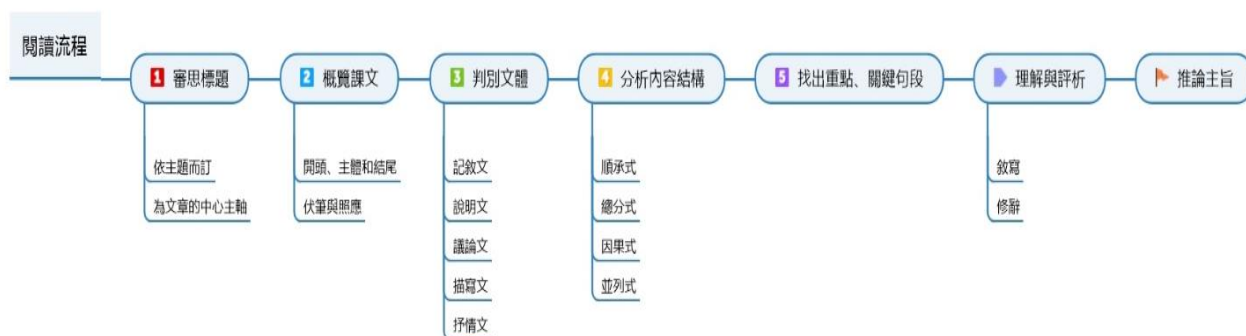 閱讀流程
1 審思標題
依主題而訂
為文章的中心主軸
2 概覽課文
開頭、主體和結尾
伏筆與照應
3 判別文體
記敘文
說明文
議論文
描寫文
抒情文
4 分析內容結構
順承式
總分式
因果式
並列式
5 找出重點、關鍵句段
理解與評析
敘寫
修辭
推論主旨